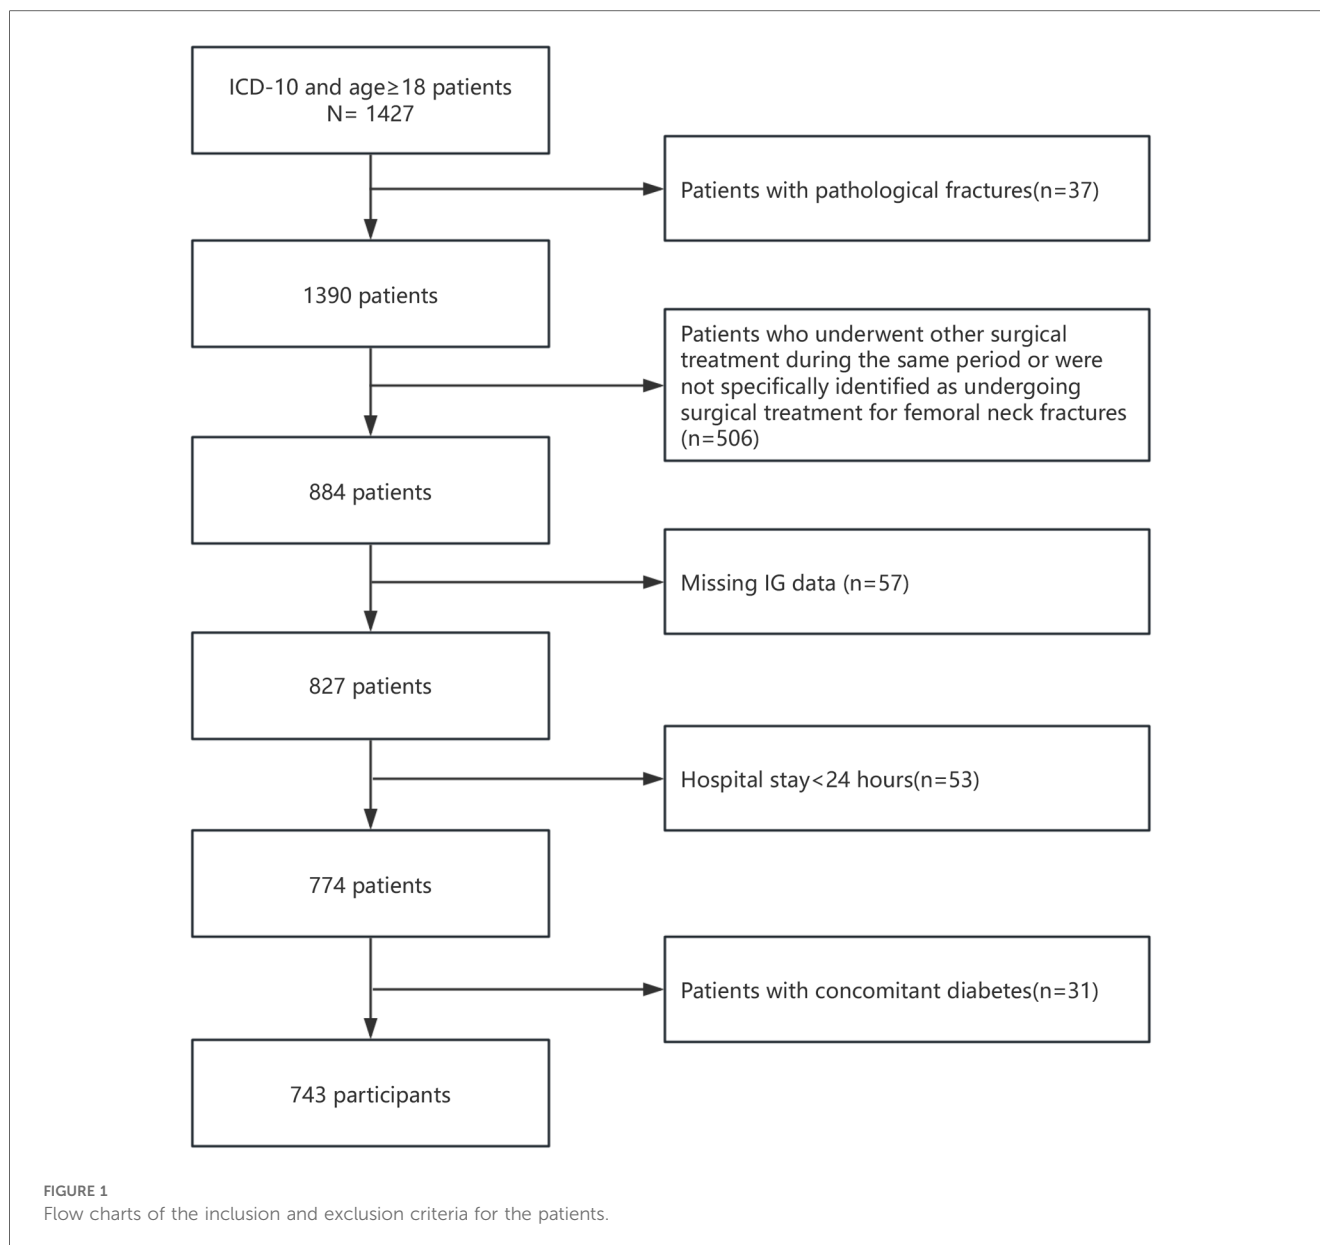 ICD-10 and age≥18 patients
N= 1427
Patients with pathological fractures(n=37)
1390 patients
Patients who underwent other surgical
treatment during the same period or were
not specifically identified as undergoing
surgical treatment for femoral neck fractures
(n=506)
884 patients
Missing IG data (n=57)
827 patients
Hospital stay<24 hours(n=53)
774 patients
Patients with concomitant diabetes(n=31)
743 participants
FIGURE 1
Flow charts of the inclusion and exclusion criteria for the patients.